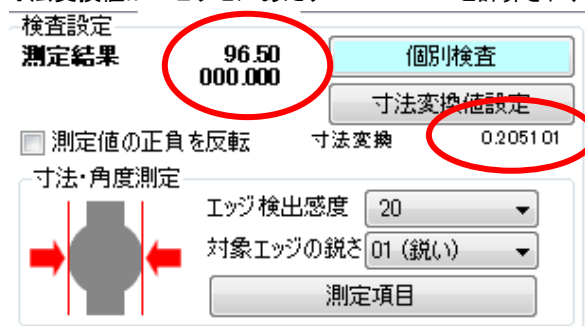 検査設定
測定結果 96.50 個別検査
000.000
寸法変換値設定
測定値の正負を反転 寸法変換 0.205101
寸法・角度測定
エッジ検出感度 20
対象エッジの鋭さ 01 (鋭い)
測定項目